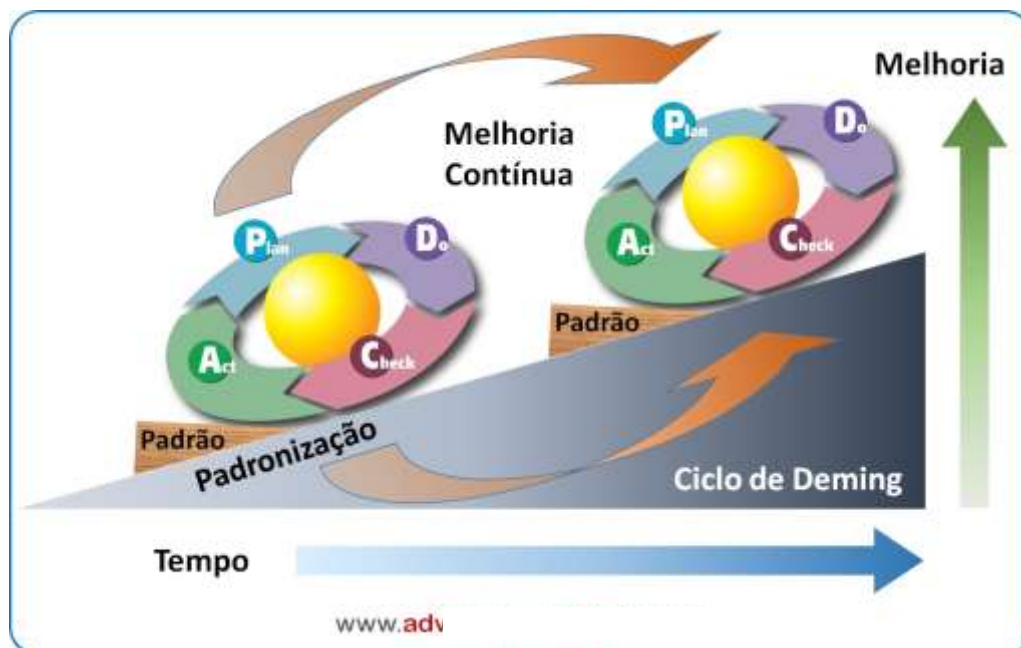 Melhoria
Melhoria
Contínua
Plan
Do
Check
Act
Padrão
Plan
Do
Check
Act
Padrão
Padronização
Ciclo de Deming
Tempo
www.adv